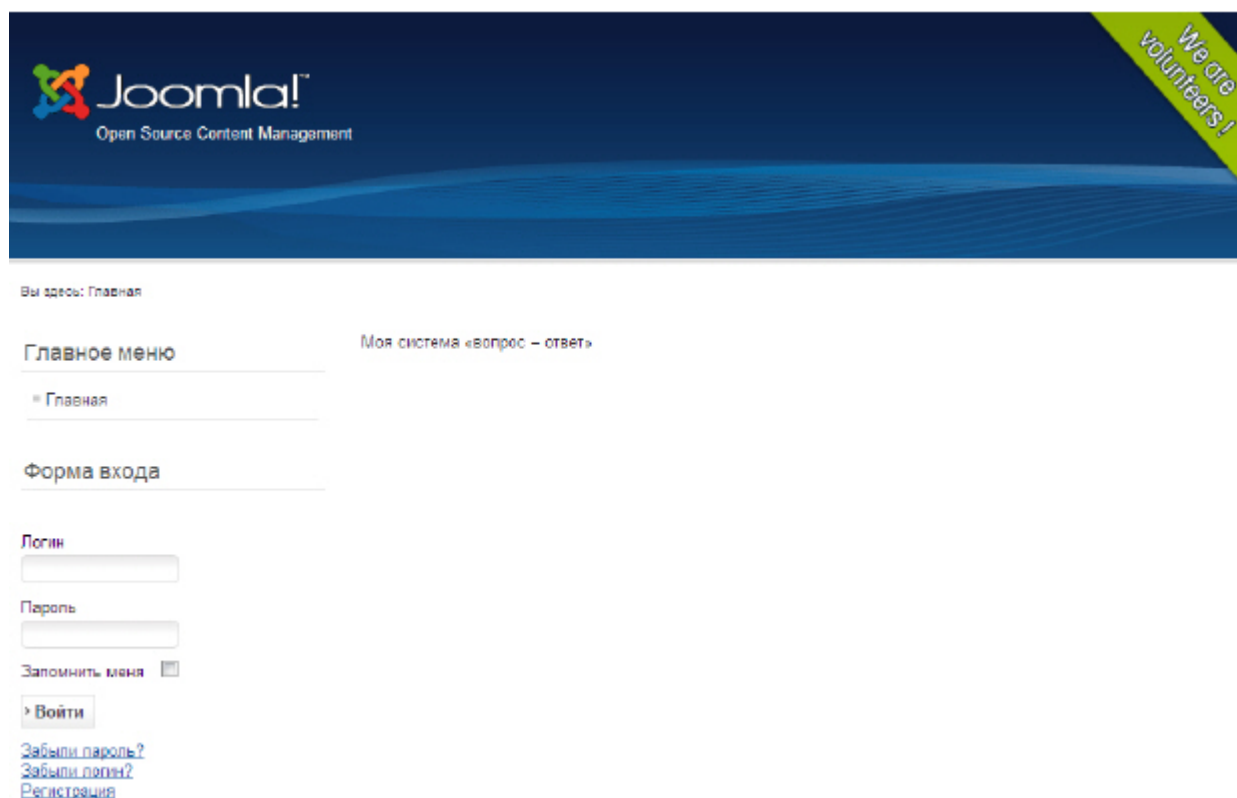 Joomla!™
Open Source Content Management
We are
volunteers!
Вы здесь: Главная
Главное меню
Главная
Моя система «вопрос – ответ»
Форма входа
Логин
Пароль
Запомнить меня
Войти
Забыли пароль?
Забыли логин?
Регистрация